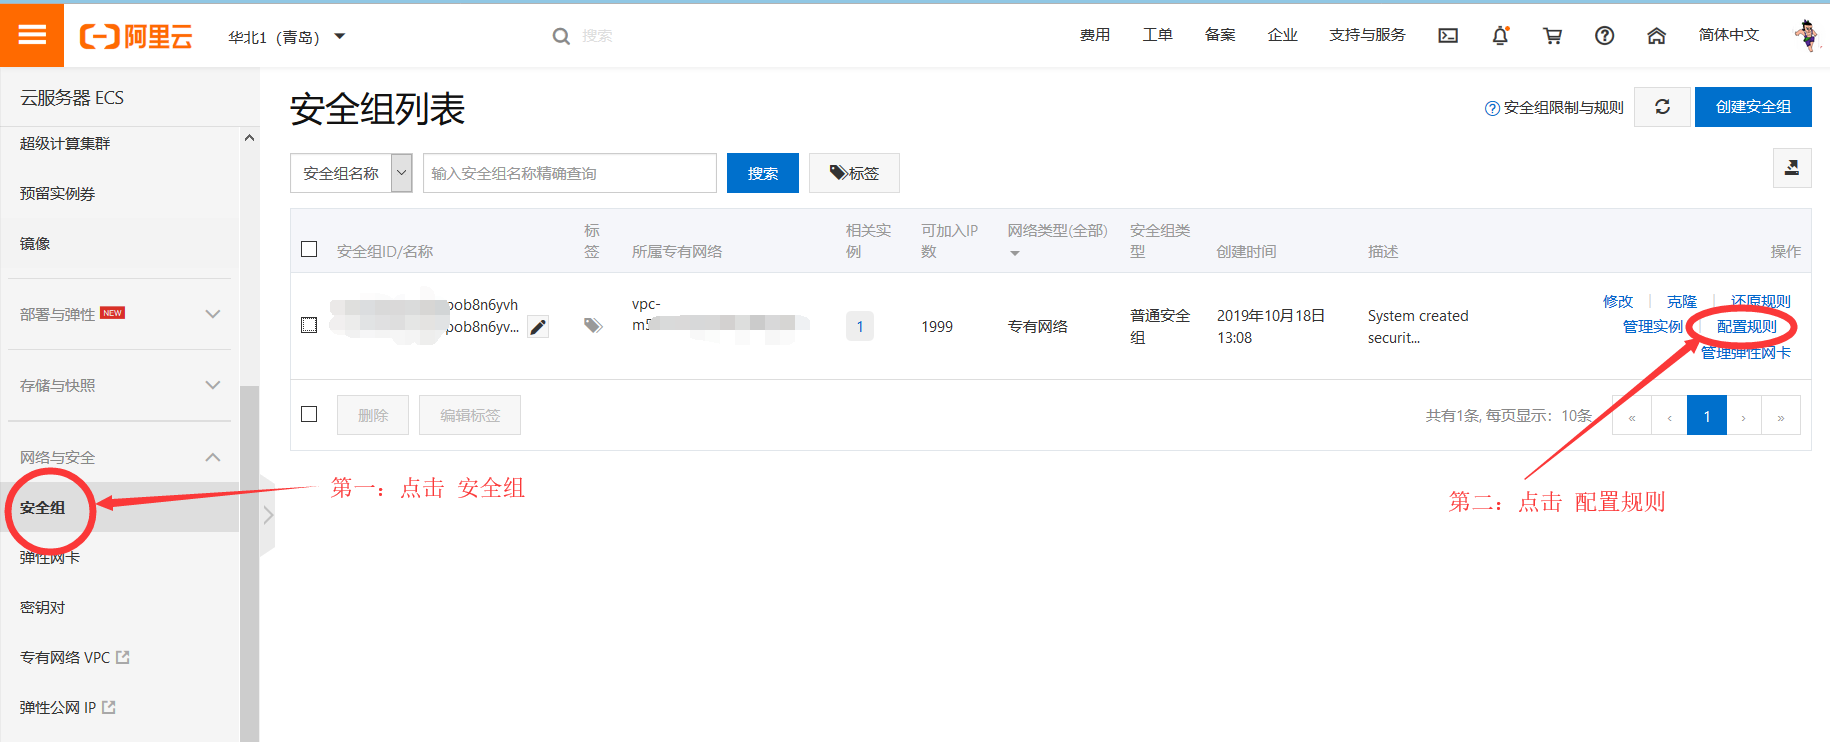 阿里云
华北1（青岛）
搜索
费用
工单
备案
企业
支持与服务
简体中文
云服务器 ECS
超级计算集群
预留实例券
镜像
部署与弹性 NEW
存储与快照
网络与安全
安全组
弹性网卡
密钥对
专有网络 VPC
弹性公网 IP
安全组列表
安全组限制与规则
创建安全组
安全组名称
输入安全组名称精确查询
搜索
标签
安全组ID/名称
标签
所属专有网络
相关实例
可加入IP数
网络类型(全部)
安全组类型
创建时间
描述
操作
pob8n6yvh
pob8n6yv...
vpc-
1
1999
专有网络
普通安全组
2019年10月18日
13:08
System created
securit...
修改
克隆
还原规则
管理实例
配置规则
管理弹性网卡
删除
编辑标签
共有1条, 每页显示：10条
« ‹ 1 › »
第一：点击 安全组
第二：点击 配置规则